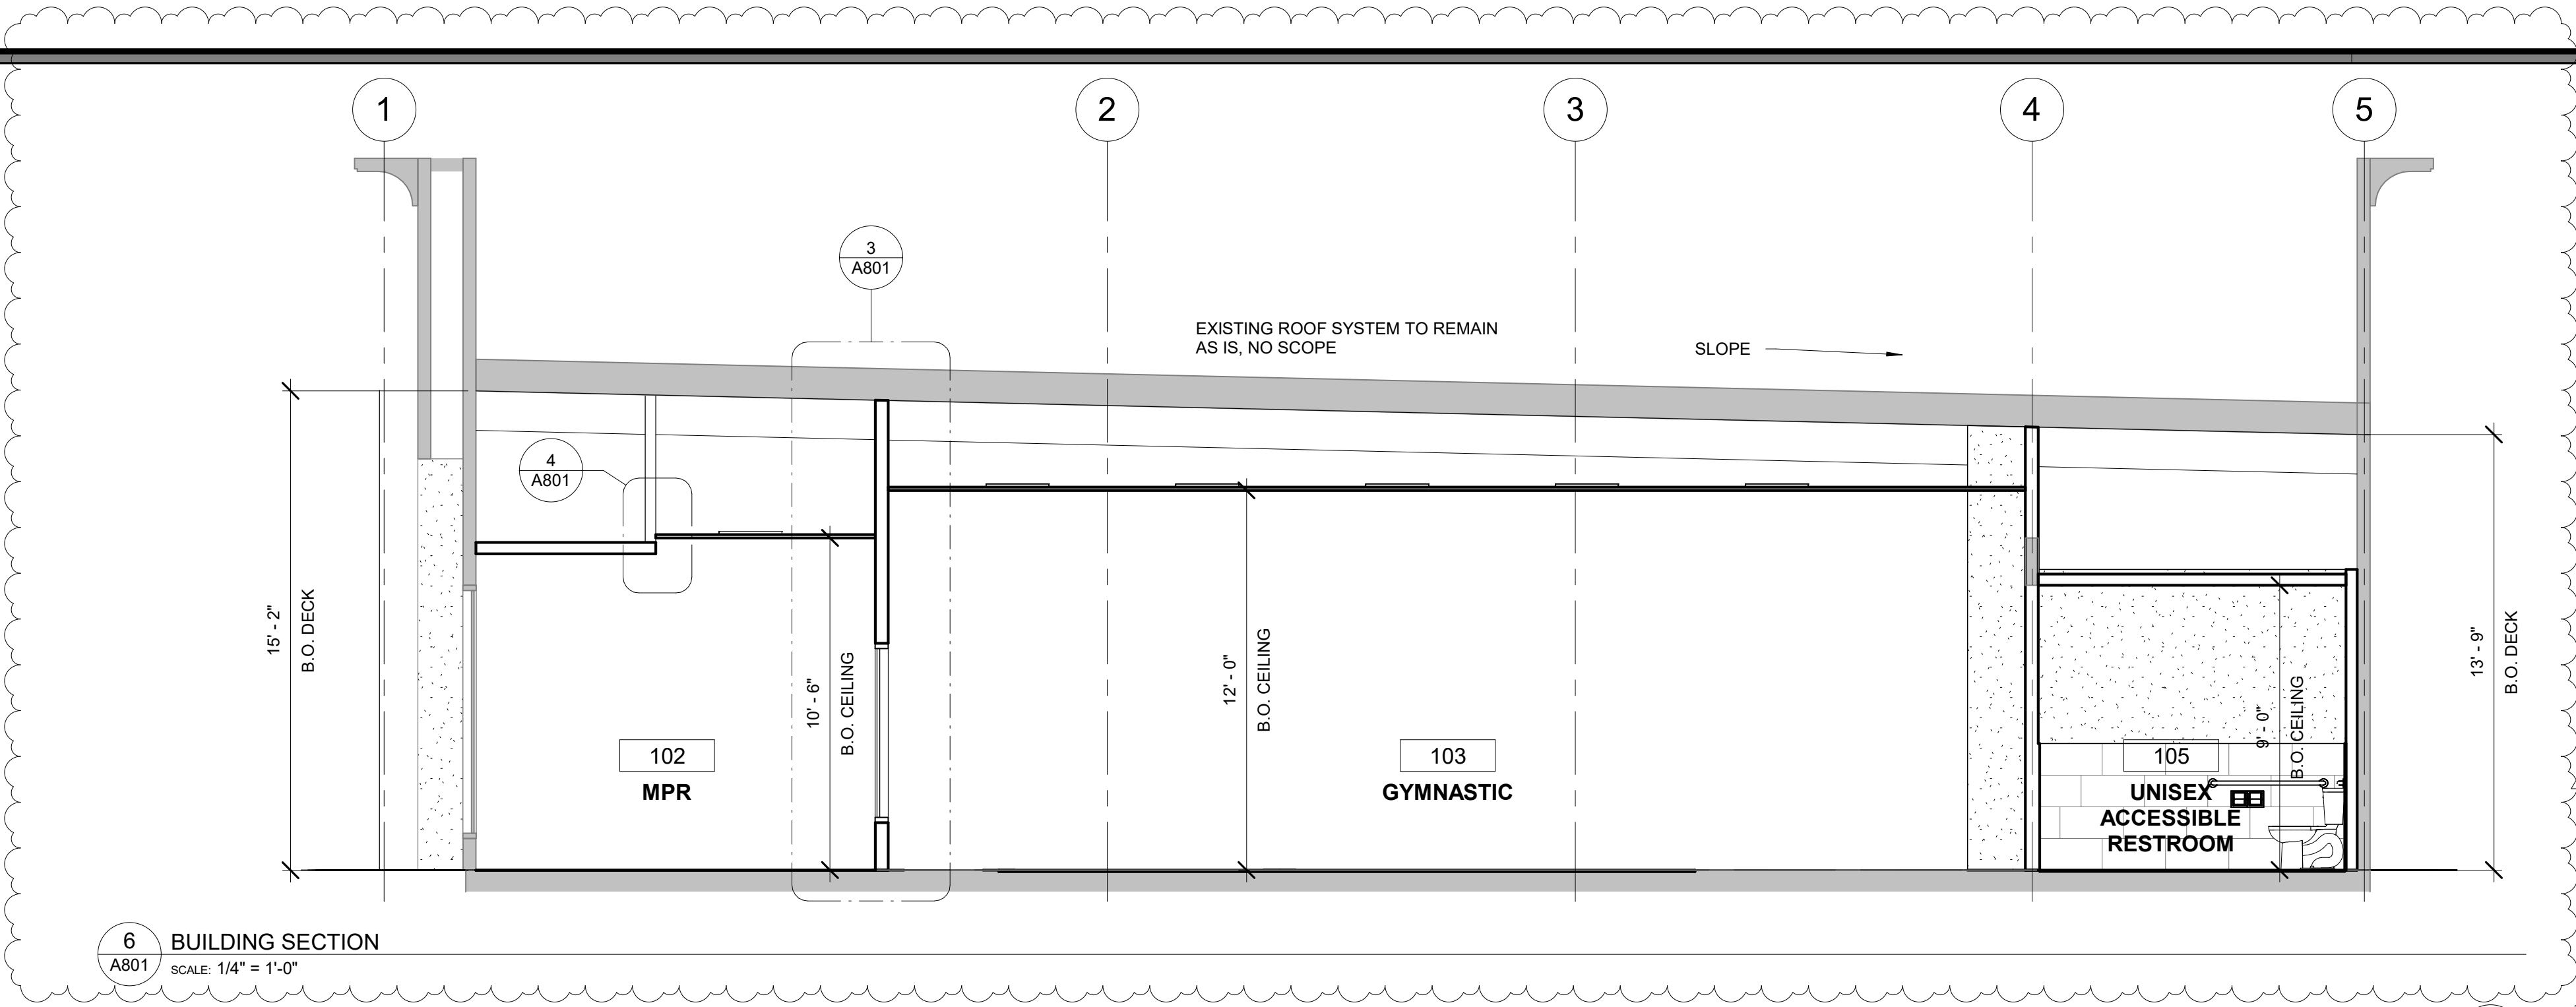 1
2
3
4
5
3
A801
EXISTING ROOF SYSTEM TO REMAIN
AS IS, NO SCOPE
SLOPE
4
A801
15' - 2"
B.O. DECK
10' - 6"
B.O. CEILING
12' - 0"
B.O. CEILING
9' - 0"
B.O. CEILING
13' - 9"
B.O. DECK
102
MPR
103
GYMNASTIC
105
UNISEX
ACCESSIBLE
RESTROOM
6
A801
BUILDING SECTION
SCALE: 1/4" = 1'-0"